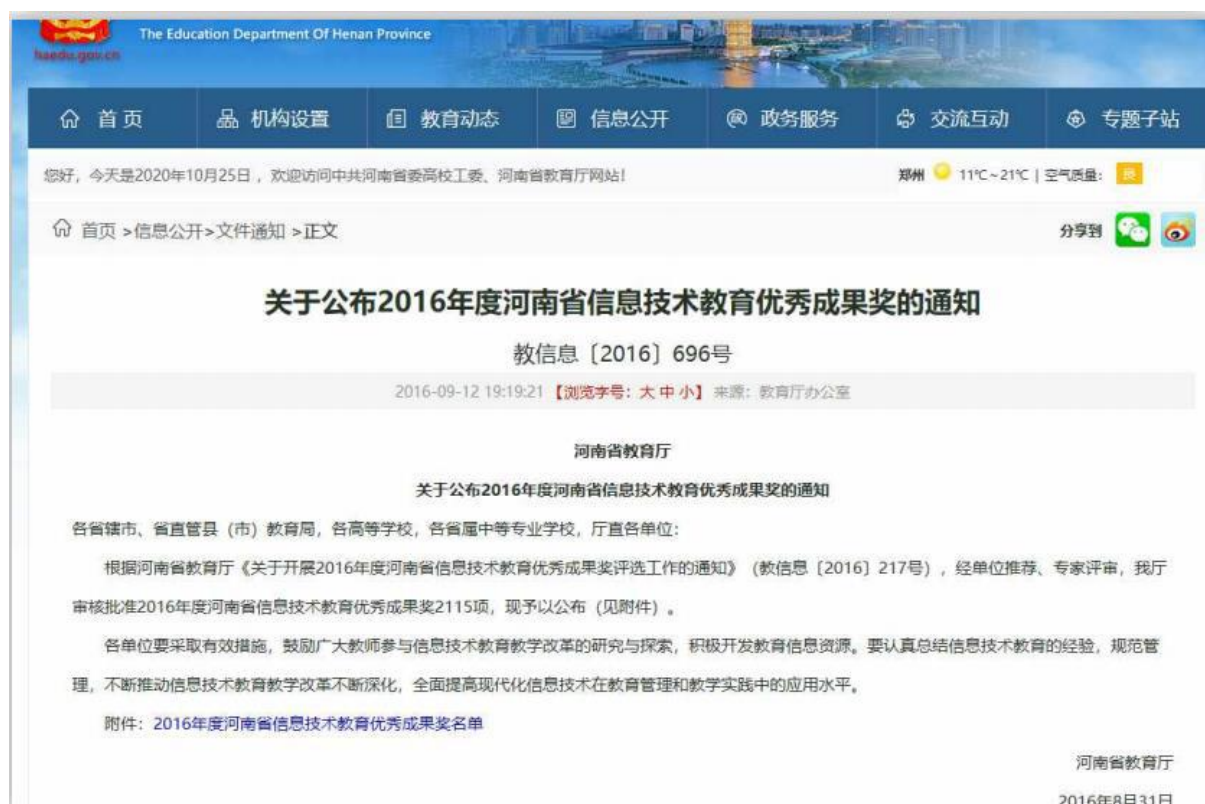 The Education Department Of Henan Province
haedu.gov.cn
首页 机构设置 教育动态 信息公开 政务服务 交流互动 专题子站
您好，今天是2020年10月25日，欢迎访问中共河南省委高校工委、河南省教育厅网站！ 郑州 11℃~21℃ | 空气质量： 良
首页 >信息公开>文件通知 >正文 分享到
关于公布2016年度河南省信息技术教育优秀成果奖的通知
教信息〔2016〕696号
2016-09-12 19:19:21 【浏览字号：大 中 小】 来源：教育厅办公室
河南省教育厅
关于公布2016年度河南省信息技术教育优秀成果奖的通知
各省辖市、省直管县（市）教育局，各高等学校，各省属中等专业学校，厅直各单位：
根据河南省教育厅《关于开展2016年度河南省信息技术教育优秀成果奖评选工作的通知》（教信息〔2016〕217号），经单位推荐、专家评审，我厅
审核批准2016年度河南省信息技术教育优秀成果奖2115项，现予以公布（见附件）。
各单位要采取有效措施，鼓励广大教师参与信息技术教育教学改革的研究与探索，积极开发教育信息资源。要认真总结信息技术教育的经验，规范管
理，不断推动信息技术教育教学改革不断深化，全面提高现代化信息技术在教育管理和教学实践中的应用水平。
附件：2016年度河南省信息技术教育优秀成果奖名单
河南省教育厅
2016年8月31日